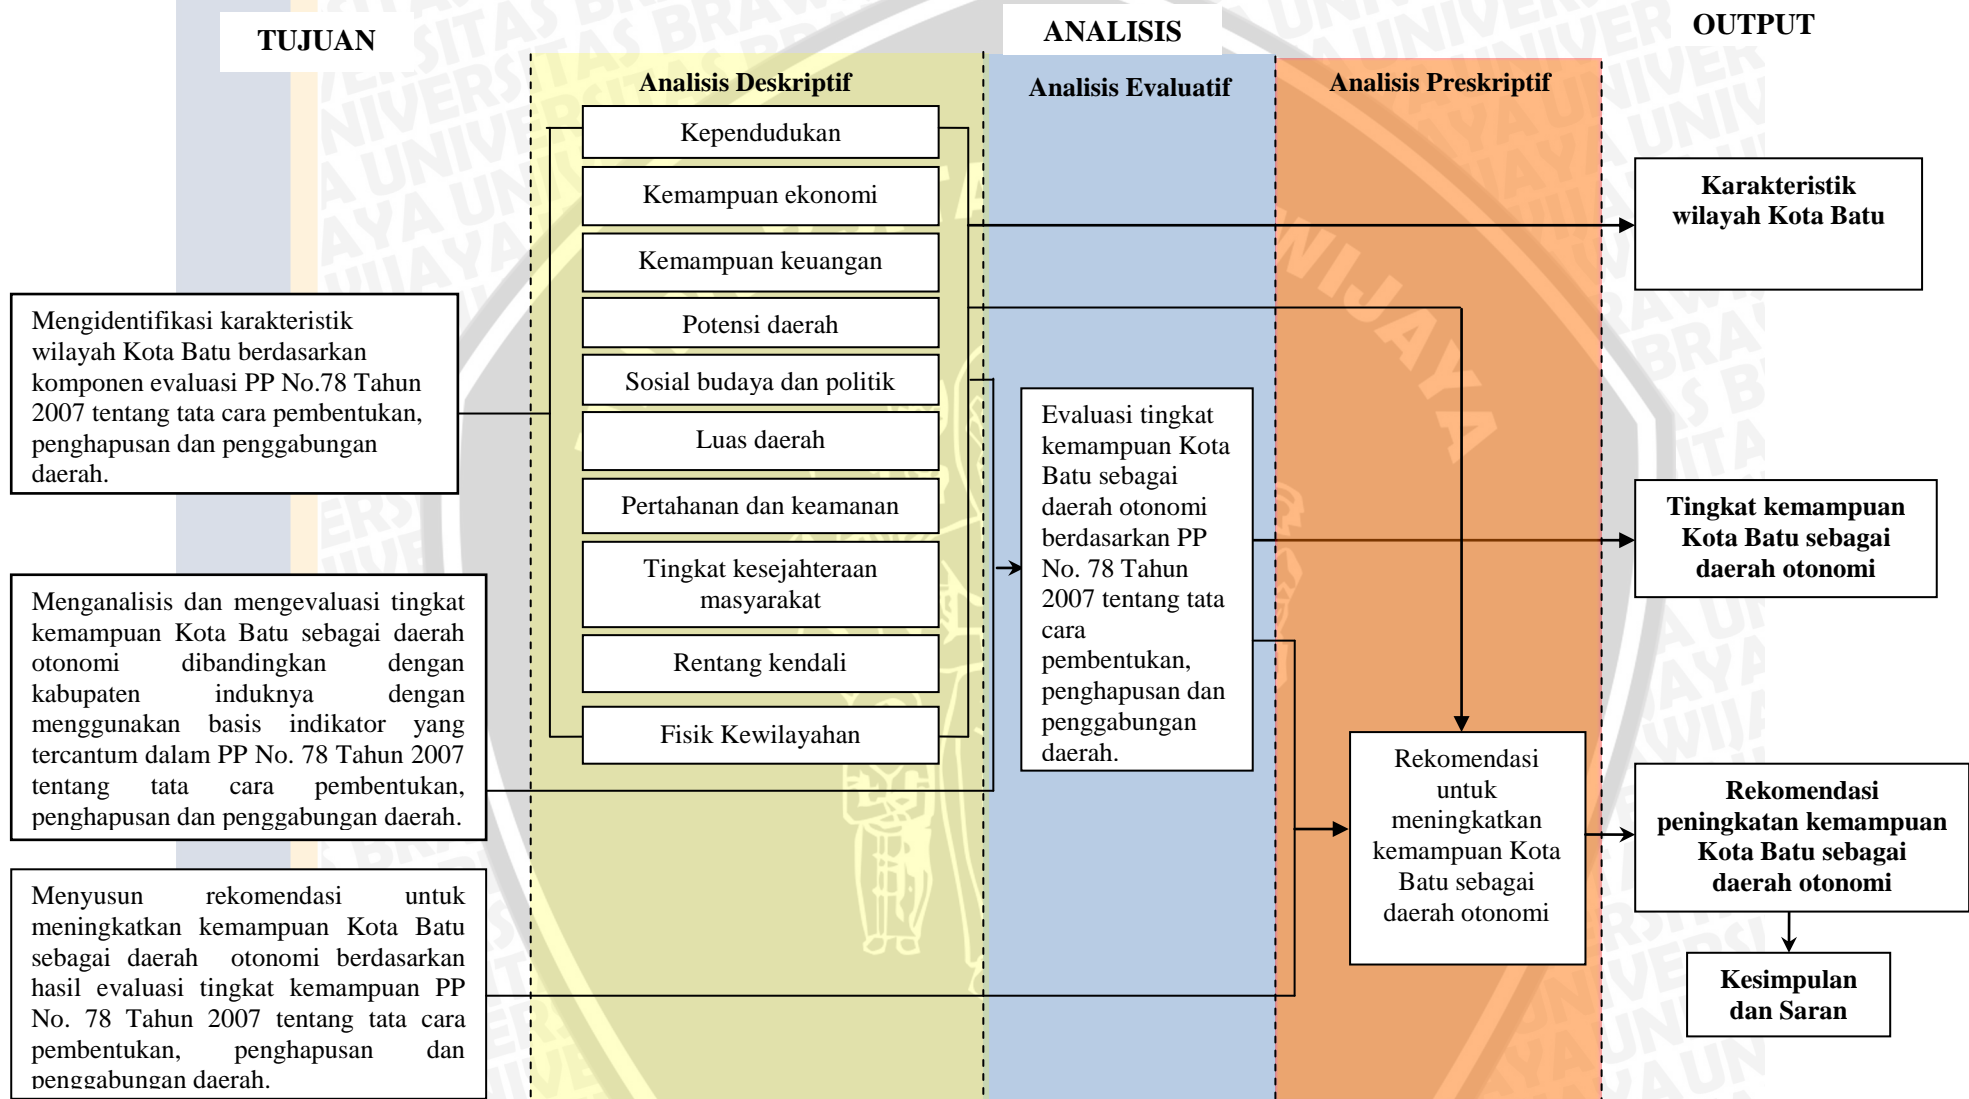 TUJUAN
ANALISIS
OUTPUT
Analisis Deskriptif
Analisis Evaluatif
Analisis Preskriptif
Mengidentifikasi karakteristik
wilayah Kota Batu berdasarkan
komponen evaluasi PP No.78 Tahun
2007 tentang tata cara pembentukan,
penghapusan dan penggabungan
daerah.
Menganalisis dan mengevaluasi tingkat
kemampuan Kota Batu sebagai daerah
otonomi dibandingkan dengan
kabupaten induknya dengan
menggunakan basis indikator yang
tercantum dalam PP No. 78 Tahun 2007
tentang tata cara pembentukan,
penghapusan dan penggabungan daerah.
Menyusun rekomendasi untuk
meningkatkan kemampuan Kota Batu
sebagai daerah otonomi berdasarkan
hasil evaluasi tingkat kemampuan PP
No. 78 Tahun 2007 tentang tata cara
pembentukan, penghapusan dan
penggabungan daerah.
Kependudukan
Kemampuan ekonomi
Kemampuan keuangan
Potensi daerah
Sosial budaya dan politik
Luas daerah
Pertahanan dan keamanan
Tingkat kesejahteraan
masyarakat
Rentang kendali
Fisik Kewilayahan
Evaluasi tingkat
kemampuan Kota
Batu sebagai
daerah otonomi
berdasarkan PP
No. 78 Tahun
2007 tentang tata
cara
pembentukan,
penghapusan dan
penggabungan
daerah.
Rekomendasi
untuk
meningkatkan
kemampuan Kota
Batu sebagai
daerah otonomi
Karakteristik
wilayah Kota Batu
Tingkat kemampuan
Kota Batu sebagai
daerah otonomi
Rekomendasi
peningkatan kemampuan
Kota Batu sebagai
daerah otonomi
Kesimpulan
dan Saran